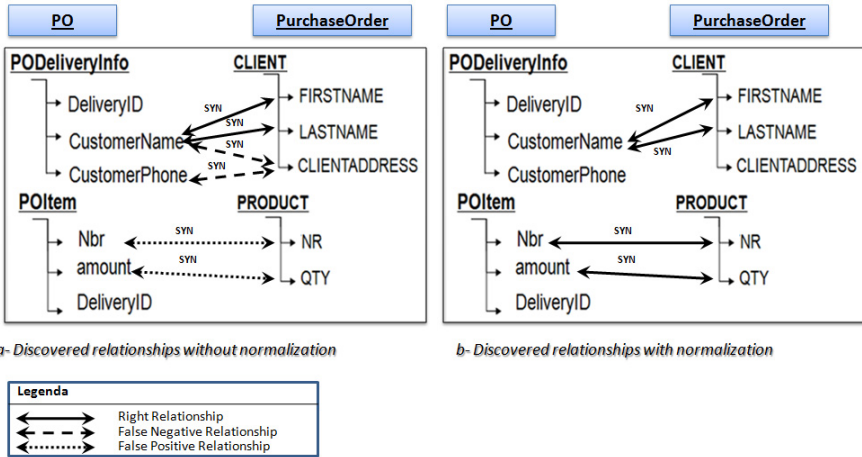 PO
PurchaseOrder
PODeliveryInfo
DeliveryID
CustomerName
CustomerPhone
POItem
Nbr
amount
DeliveryID
CLIENT
FIRSTNAME
LASTNAME
CLIENTADDRESS
PRODUCT
NR
QTY
SYN
SYN
SYN
SYN
SYN
SYN
a- Discovered relationships without normalization
PO
PurchaseOrder
PODeliveryInfo
DeliveryID
CustomerName
CustomerPhone
POItem
Nbr
amount
DeliveryID
CLIENT
FIRSTNAME
LASTNAME
CLIENTADDRESS
PRODUCT
NR
QTY
SYN
SYN
SYN
SYN
b- Discovered relationships with normalization
Legenda
Right Relationship
False Negative Relationship
False Positive Relationship